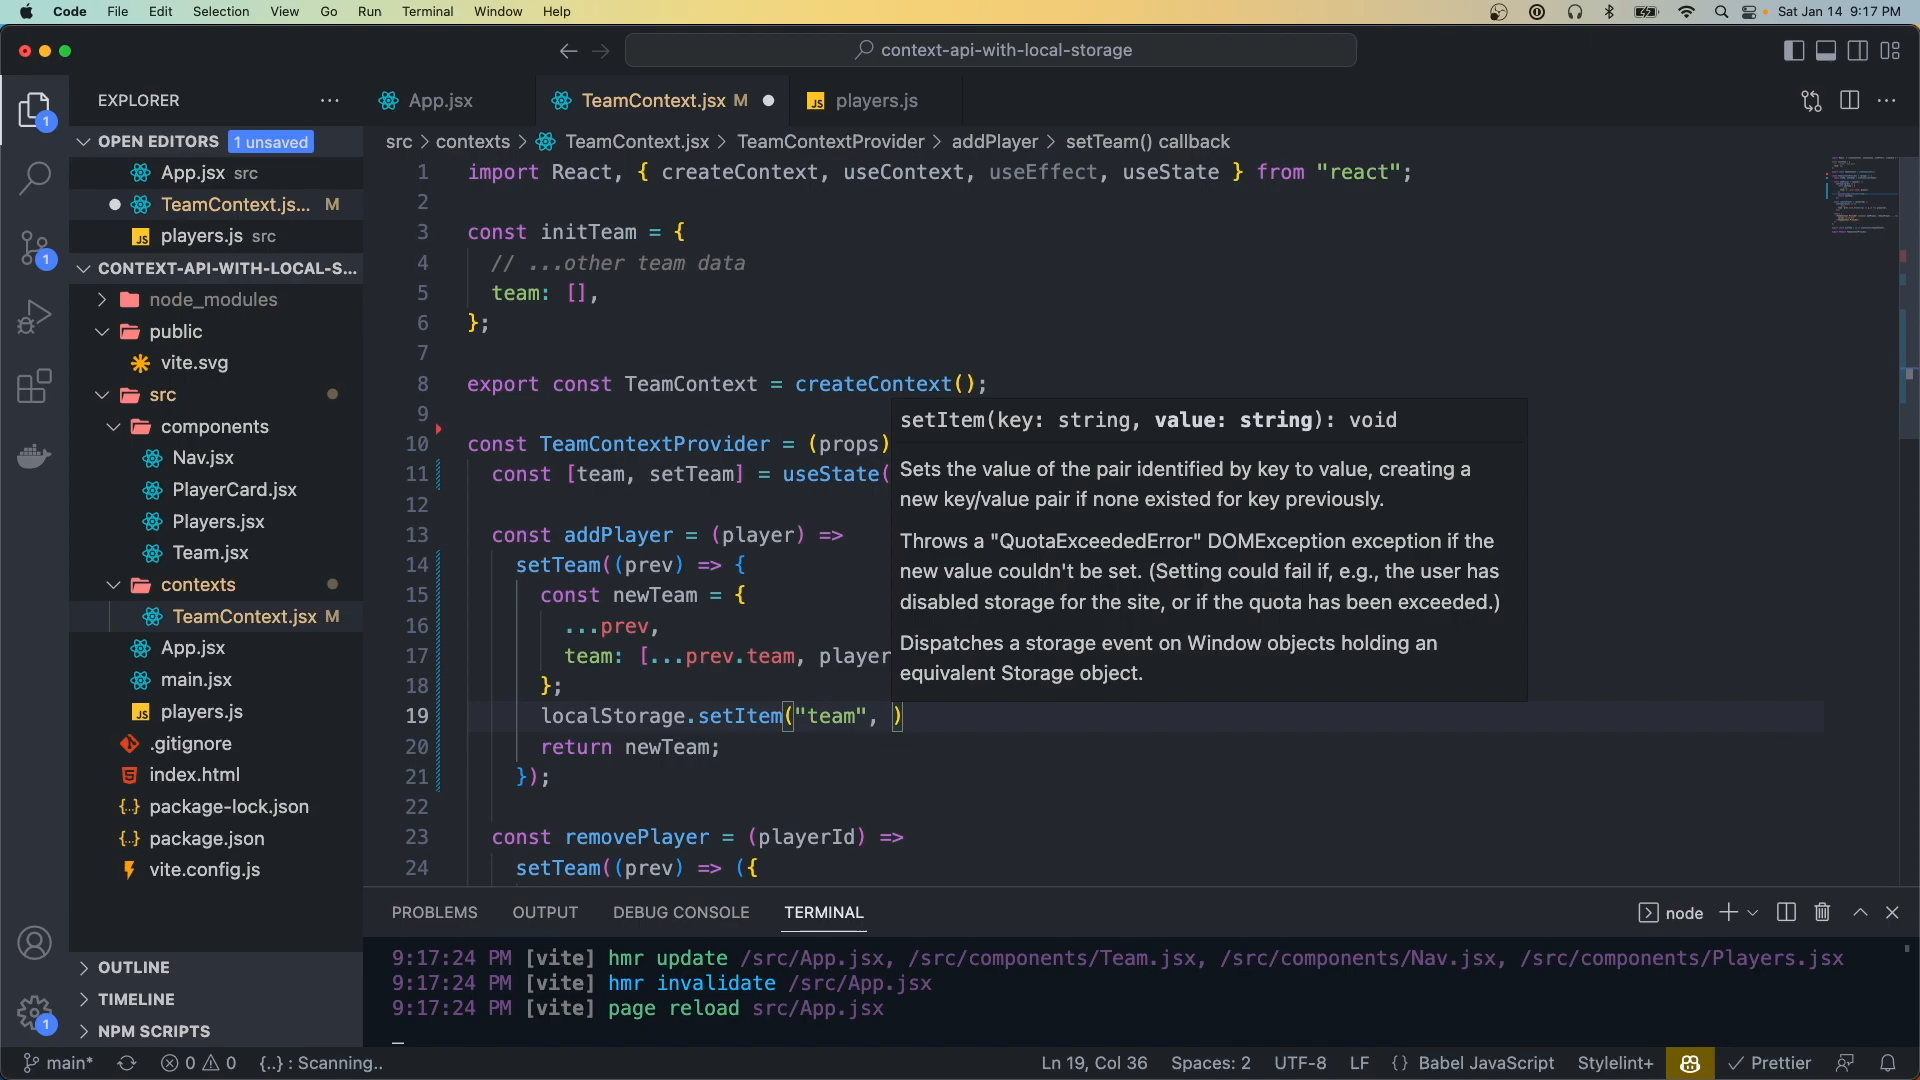 Code File Edit Selection View Go Run Terminal Window Help
Sat Jan 14 9:17 PM
context-api-with-local-storage
EXPLORER
App.jsx
TeamContext.jsx M
JS players.js
OPEN EDITORS 1 unsaved
App.jsx src
TeamContext.js... M
JS players.js src
CONTEXT-API-WITH-LOCAL-S...
node_modules
public
vite.svg
src
components
Nav.jsx
PlayerCard.jsx
Players.jsx
Team.jsx
contexts
TeamContext.jsx M
App.jsx
main.jsx
JS players.js
.gitignore
index.html
{..} package-lock.json
{..} package.json
vite.config.js
OUTLINE
TIMELINE
NPM SCRIPTS
1
1
1
src > contexts > TeamContext.jsx > TeamContextProvider > addPlayer > setTeam() callback
1 import React, { createContext, useContext, useEffect, useState } from "react";
2
3 const initTeam = {
4 // ...other team data
5 team: [],
6 };
7
8 export const TeamContext = createContext();
9
10 const TeamContextProvider = (props)
11 const [team, setTeam] = useState(
12
13 const addPlayer = (player) =>
14 setTeam((prev) => {
15 const newTeam = {
16 ...prev,
17 team: [...prev.team, player
18 };
19 localStorage.setItem("team", )
20 return newTeam;
21 });
22
23 const removePlayer = (playerId) =>
24 setTeam((prev) => ({
setItem(key: string, value: string): void
Sets the value of the pair identified by key to value, creating a
new key/value pair if none existed for key previously.
Throws a "QuotaExceededError" DOMException exception if the
new value couldn't be set. (Setting could fail if, e.g., the user has
disabled storage for the site, or if the quota has been exceeded.)
Dispatches a storage event on Window objects holding an
equivalent Storage object.
PROBLEMS OUTPUT DEBUG CONSOLE TERMINAL
node
9:17:24 PM [vite] hmr update /src/App.jsx, /src/components/Team.jsx, /src/components/Nav.jsx, /src/components/Players.jsx
9:17:24 PM [vite] hmr invalidate /src/App.jsx
9:17:24 PM [vite] page reload src/App.jsx
main* 0 0 {..} : Scanning..
Ln 19, Col 36 Spaces: 2 UTF-8 LF {} Babel JavaScript Stylelint+ Prettier